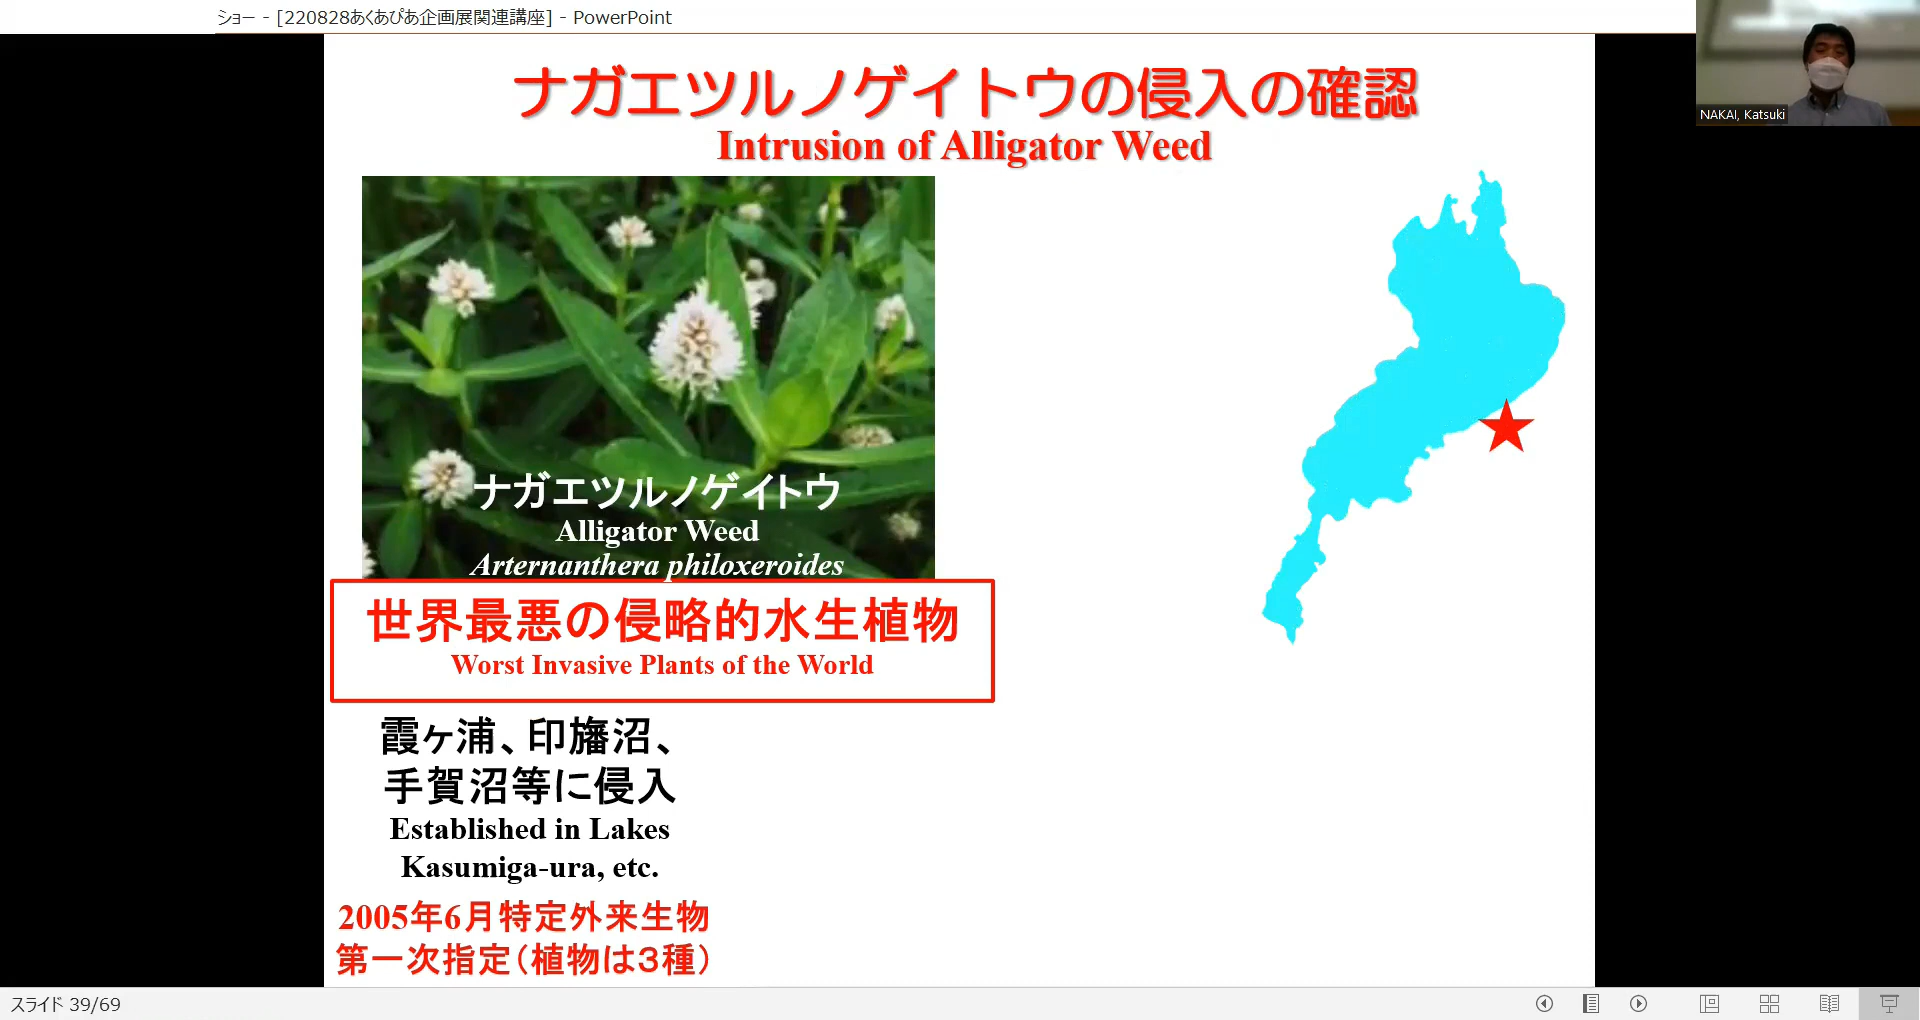 ショー - [220828あくあぴあ企画展関連講座] - PowerPoint
NAKAI, Katsuki
ナガエツルノゲイトウの侵入の確認
Intrusion of Alligator Weed
ナガエツルノゲイトウ
Alligator Weed
Arternanthera philoxeroides
世界最悪の侵略的水生植物
Worst Invasive Plants of the World
霞ヶ浦、印旛沼、
手賀沼等に侵入
Established in Lakes
Kasumiga-ura, etc.
2005年6月特定外来生物
第一次指定（植物は３種）
スライド 39/69